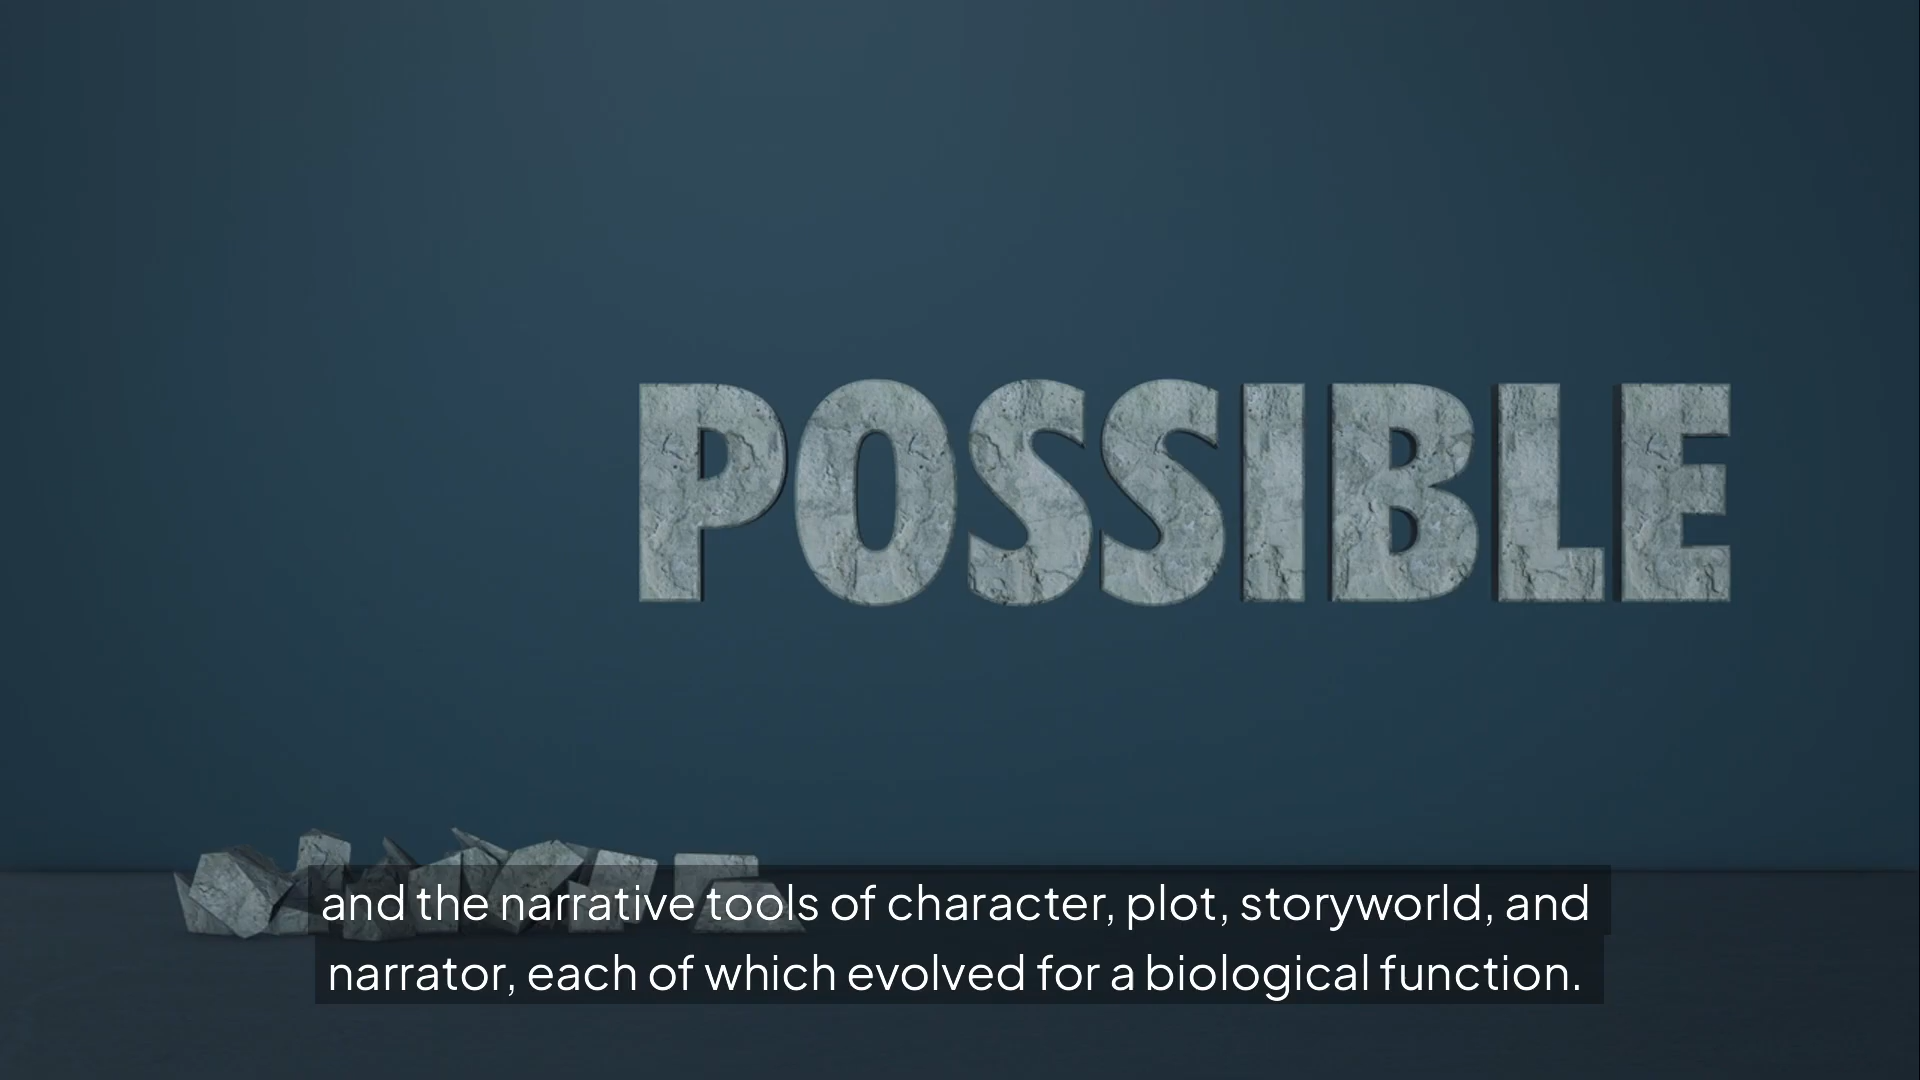 POSSIBLE
and the narrative tools of character, plot, storyworld, and
narrator, each of which evolved for a biological function.